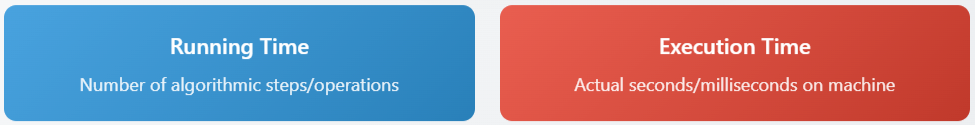 Running Time
Number of algorithmic steps/operations
Execution Time
Actual seconds/milliseconds on machine